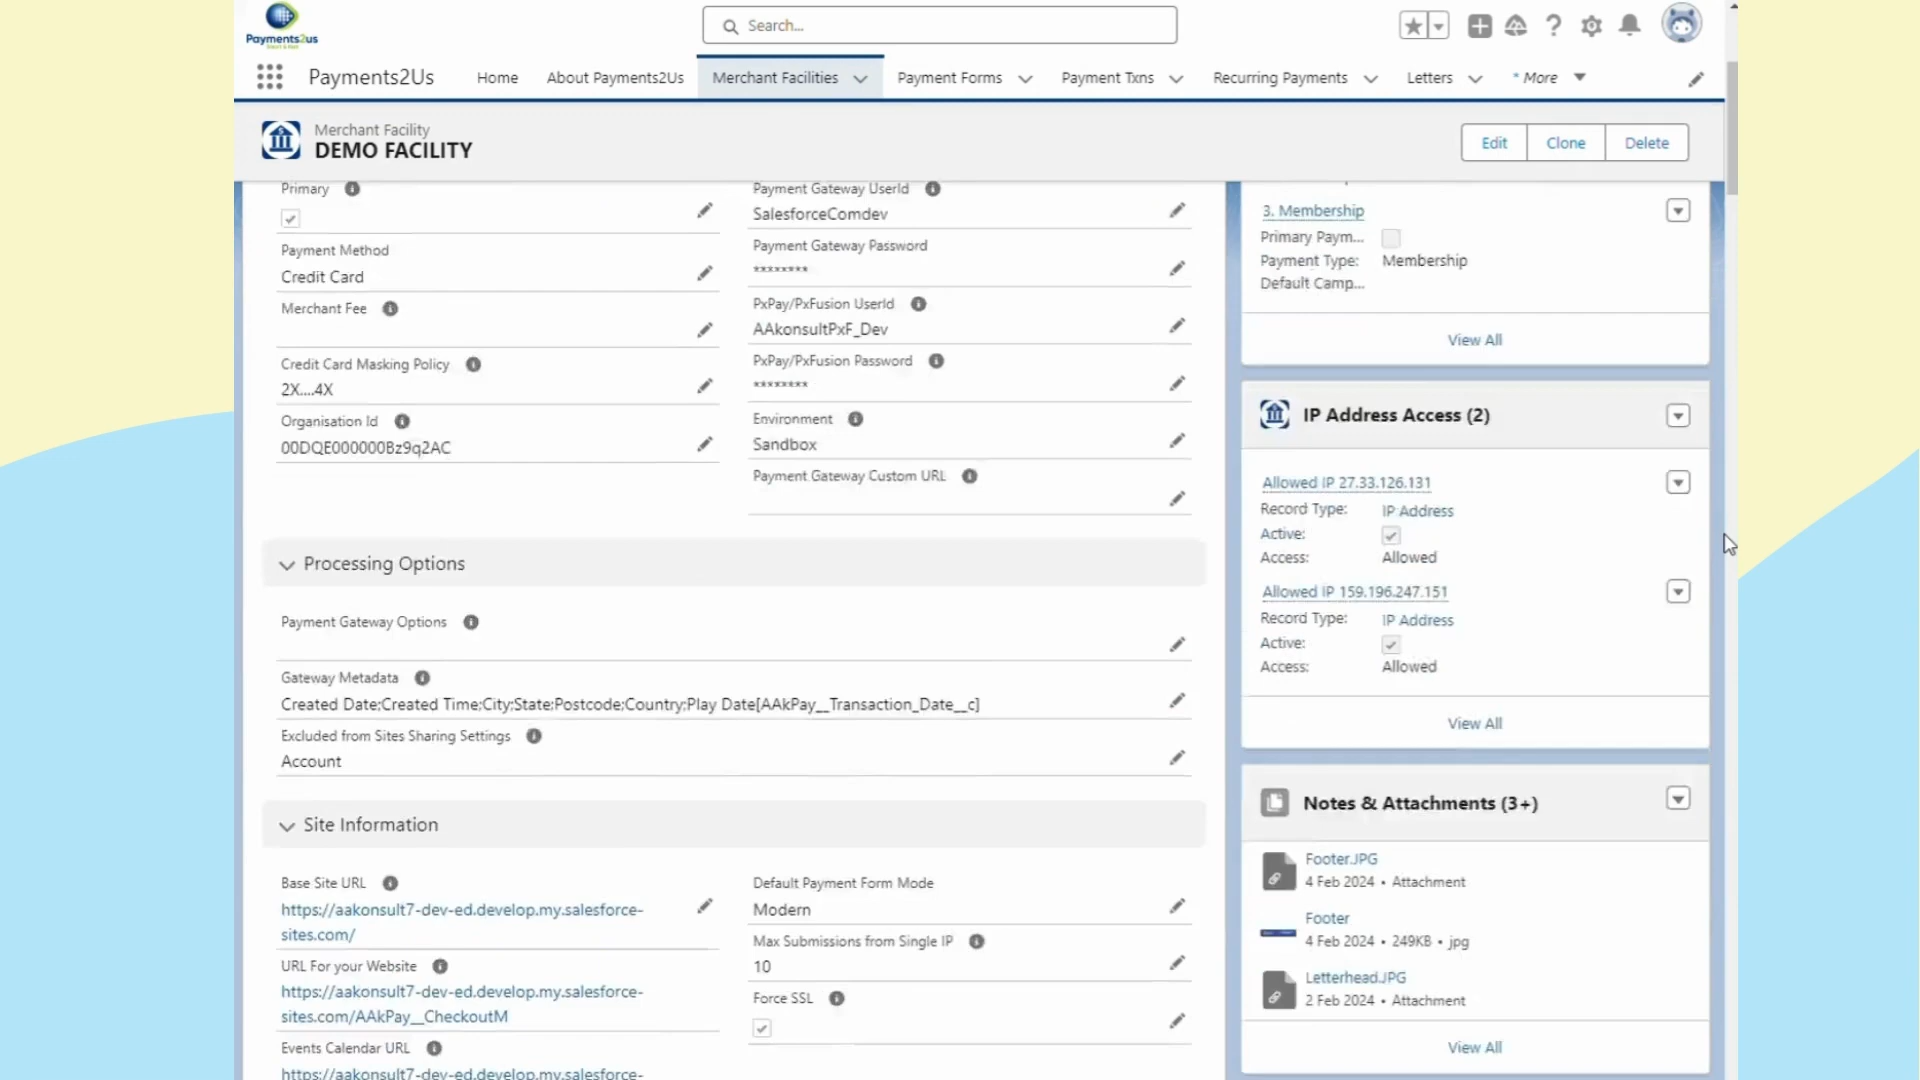 Payments2us
Search...
Payments2Us
Home
About Payments2Us
Merchant Facilities
Payment Forms
Payment Txns
Recurring Payments
Letters
* More
Merchant Facility
DEMO FACILITY
Edit
Clone
Delete
Primary
Payment Method
Credit Card
Merchant Fee
Credit Card Masking Policy
2X....4X
Organisation Id
00DQE000000Bz9q2AC
Payment Gateway UserId
SalesforceComdev
Payment Gateway Password
********
PxPay/PxFusion UserId
AAkonsultPxF_Dev
PxPay/PxFusion Password
********
Environment
Sandbox
Payment Gateway Custom URL
Processing Options
Payment Gateway Options
Gateway Metadata
Created Date;Created Time;City;State;Postcode;Country;Play Date[AAkPay__Transaction_Date__c]
Excluded from Sites Sharing Settings
Account
Site Information
Base Site URL
https://aakonsult7-dev-ed.develop.my.salesforce-
sites.com/
URL For your Website
https://aakonsult7-dev-ed.develop.my.salesforce-
sites.com/AAkPay__CheckoutM
Events Calendar URL
https://aakonsult7-dev-ed.develop.my.salesforce-
Default Payment Form Mode
Modern
Max Submissions from Single IP
10
Force SSL
3. Membership
Primary Paym...
Payment Type: Membership
Default Camp...
View All
IP Address Access (2)
Allowed IP 27.33.126.131
Record Type: IP Address
Active:
Access: Allowed
Allowed IP 159.196.247.151
Record Type: IP Address
Active:
Access: Allowed
View All
Notes & Attachments (3+)
Footer.JPG
4 Feb 2024 • Attachment
Footer
4 Feb 2024 • 249KB • jpg
Letterhead.JPG
2 Feb 2024 • Attachment
View All